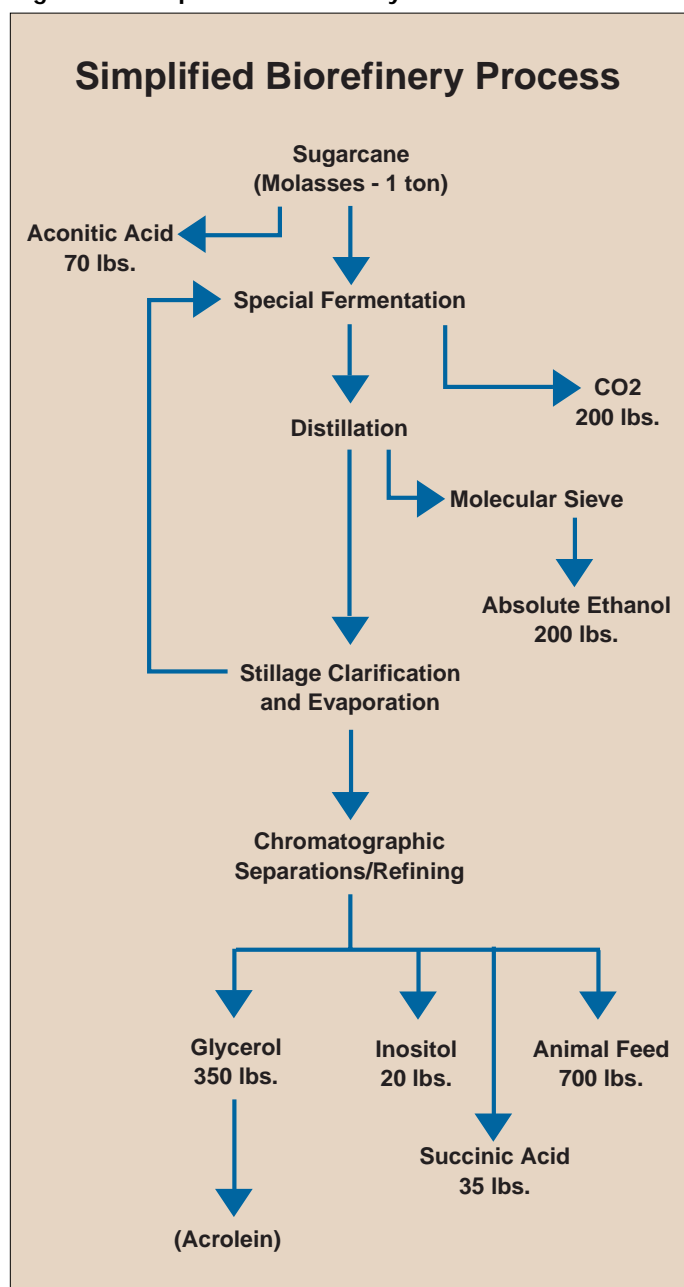 Simplified Biorefinery Process
Sugarcane
(Molasses - 1 ton)
Aconitic Acid
70 lbs.
Special Fermentation
CO2
200 lbs.
Distillation
Molecular Sieve
Absolute Ethanol
200 lbs.
Stillage Clarification
and Evaporation
Chromatographic
Separations/Refining
Glycerol
350 lbs.
Inositol
20 lbs.
Animal Feed
700 lbs.
Succinic Acid
35 lbs.
(Acrolein)